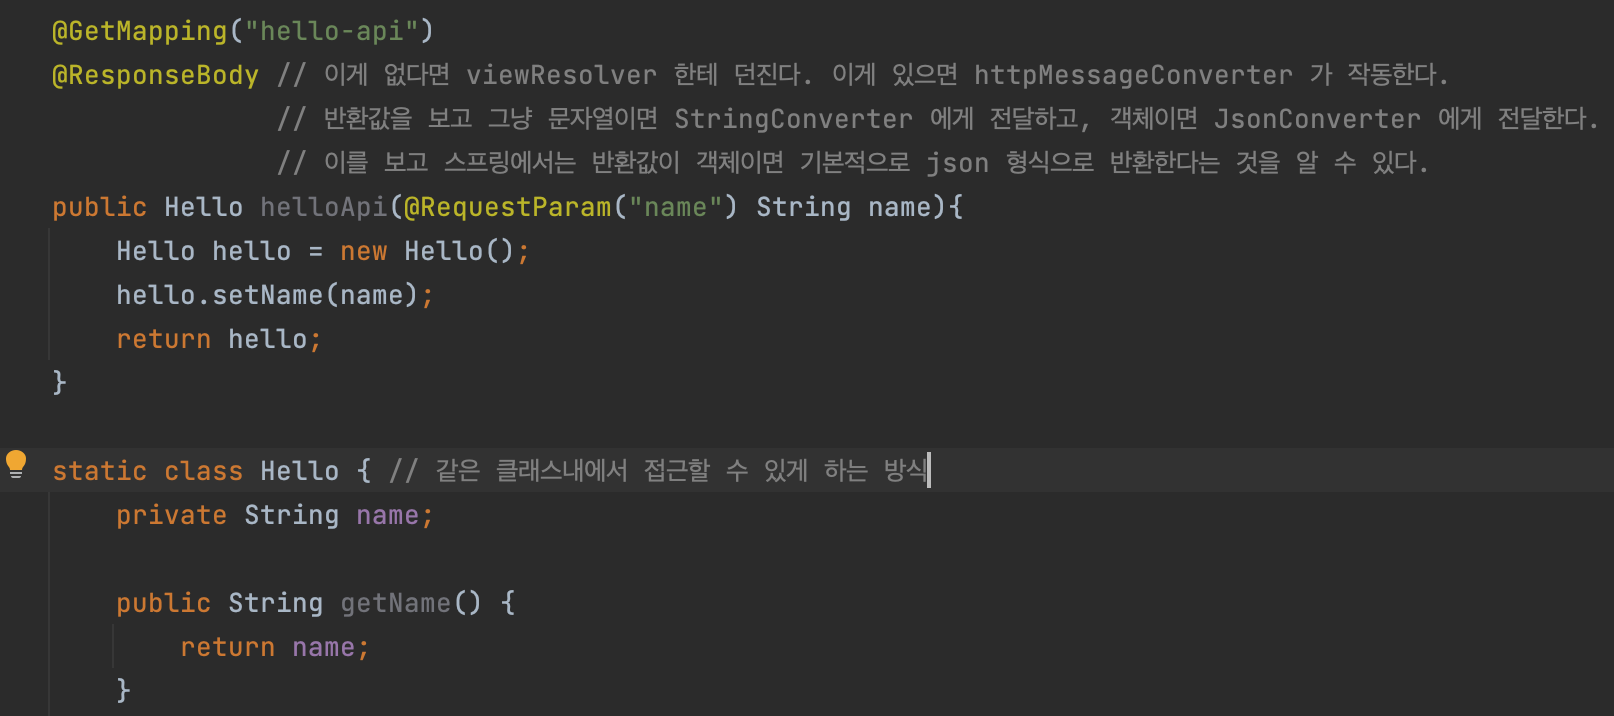 @GetMapping("hello-api")
@ResponseBody // 이게 없다면 viewResolver 한테 던진다. 이게 있으면 httpMessageConverter 가 작동한다.
// 반환값을 보고 그냥 문자열이면 StringConverter 에게 전달하고, 객체이면 JsonConverter 에게 전달한다.
// 이를 보고 스프링에서는 반환값이 객체이면 기본적으로 json 형식으로 반환한다는 것을 알 수 있다.
public Hello helloApi(@RequestParam("name") String name){
Hello hello = new Hello();
hello.setName(name);
return hello;
}
static class Hello { // 같은 클래스내에서 접근할 수 있게 하는 방식
private String name;
public String getName() {
return name;
}